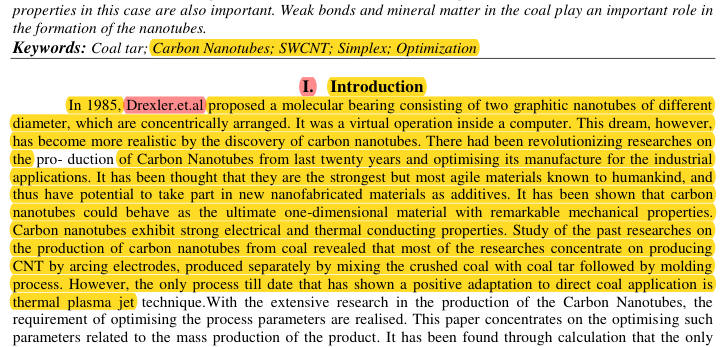 properties in this case are also important. Weak bonds and mineral matter in the coal play an important role in
the formation of the nanotubes.
Keywords: Coal tar; Carbon Nanotubes; SWCNT; Simplex; Optimization
I. Introduction
In 1985, Drexler.et.al proposed a molecular bearing consisting of two graphitic nanotubes of different
diameter, which are concentrically arranged. It was a virtual operation inside a computer. This dream, however,
has become more realistic by the discovery of carbon nanotubes. There had been revolutionizing researches on
the pro- duction of Carbon Nanotubes from last twenty years and optimising its manufacture for the industrial
applications. It has been thought that they are the strongest but most agile materials known to humankind, and
thus have potential to take part in new nanofabricated materials as additives. It has been shown that carbon
nanotubes could behave as the ultimate one-dimensional material with remarkable mechanical properties.
Carbon nanotubes exhibit strong electrical and thermal conducting properties. Study of the past researches on
the production of carbon nanotubes from coal revealed that most of the researches concentrate on producing
CNT by arcing electrodes, produced separately by mixing the crushed coal with coal tar followed by molding
process. However, the only process till date that has shown a positive adaptation to direct coal application is
thermal plasma jet technique.With the extensive research in the production of the Carbon Nanotubes, the
requirement of optimising the process parameters are realised. This paper concentrates on the optimising such
parameters related to the mass production of the product. It has been found through calculation that the only